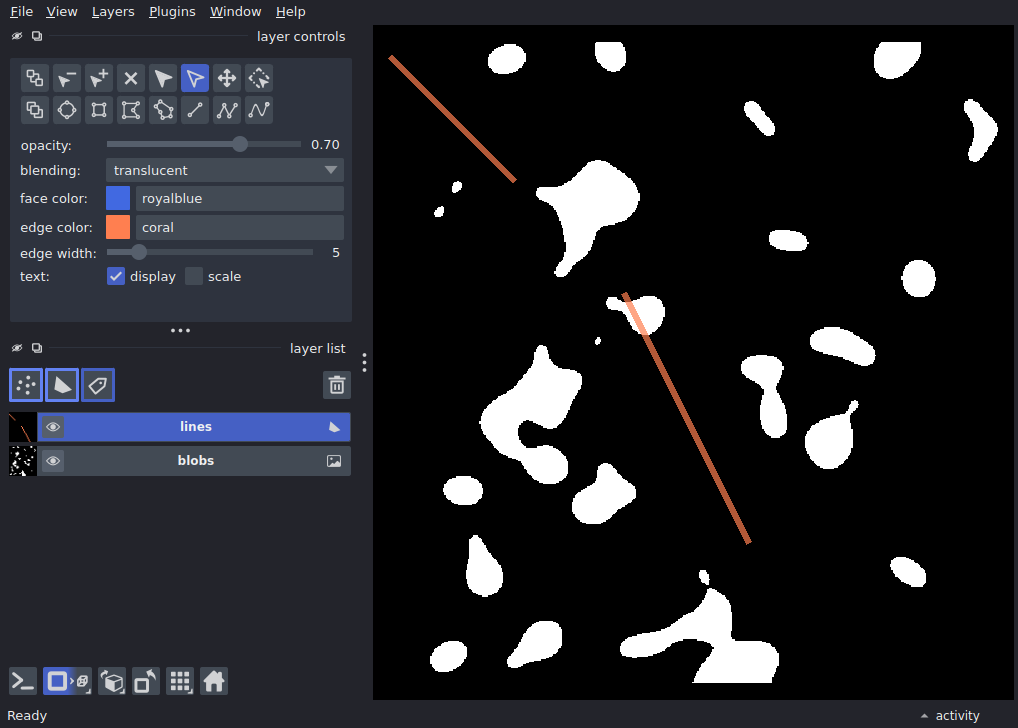 File View Layers Plugins Window Help
layer controls
opacity: 0.70
blending: translucent
face color: royalblue
edge color: coral
edge width: 5
text: display scale
layer list
lines
blobs
Ready activity